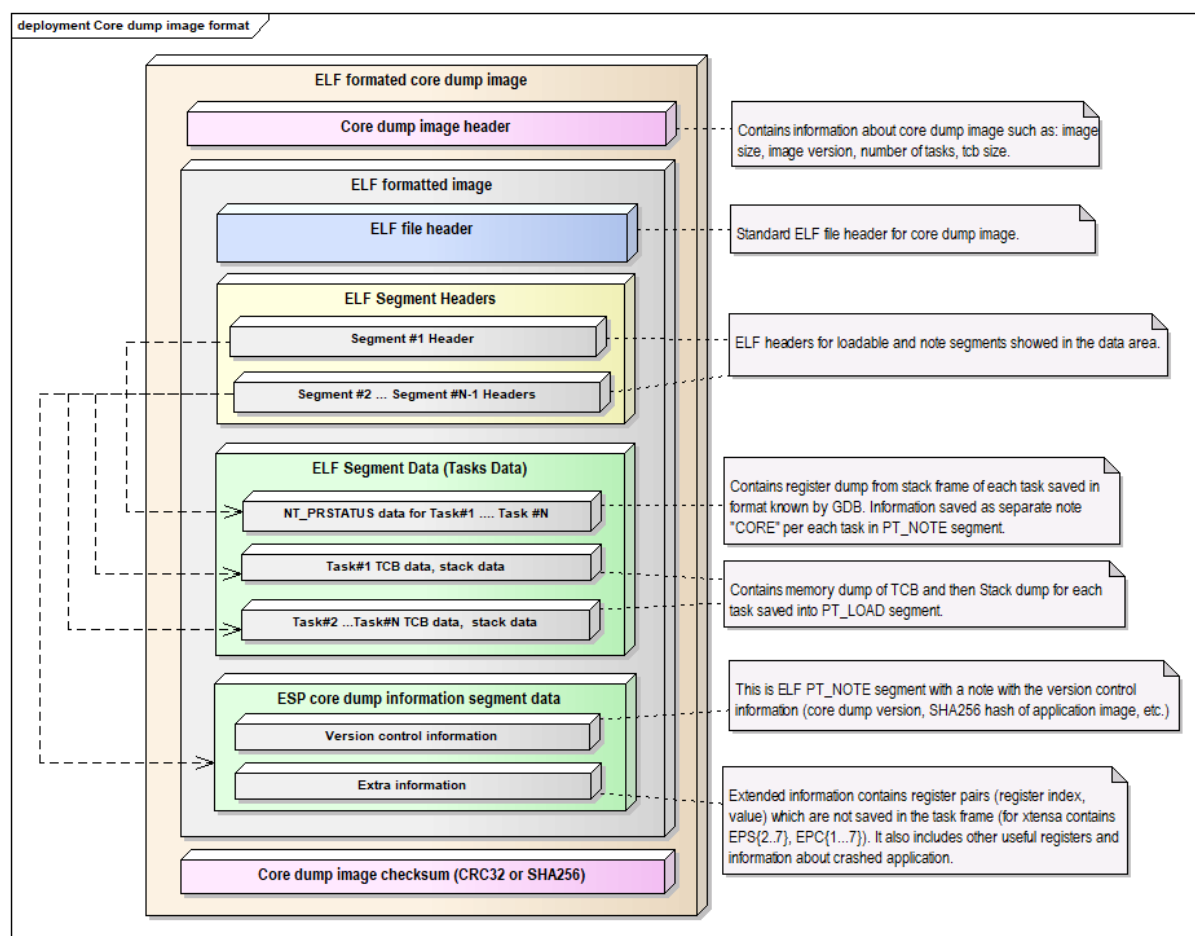 deployment Core dump image format
ELF formated core dump image
Core dump image header
Contains information about core dump image such as: image
size, image version, number of tasks, tcb size.
ELF formatted image
ELF file header
Standard ELF file header for core dump image.
ELF Segment Headers
Segment #1 Header
ELF headers for loadable and note segments showed in the data area.
Segment #2 ... Segment #N-1 Headers
ELF Segment Data (Tasks Data)
NT_PRSTATUS data for Task#1 .... Task #N
Contains register dump from stack frame of each task saved in
format known by GDB. Information saved as separate note
"CORE" per each task in PT_NOTE segment.
Task#1 TCB data, stack data
Contains memory dump of TCB and then Stack dump for each
task saved into PT_LOAD segment.
Task#2 ...Task#N TCB data, stack data
ESP core dump information segment data
Version control information
This is ELF PT_NOTE segment with a note with the version control
information (core dump version, SHA256 hash of application image, etc.)
Extra information
Extended information contains register pairs (register index,
value) which are not saved in the task frame (for xtensa contains
EPS{2..7}, EPC{1...7}). It also includes other useful registers and
information about crashed application.
Core dump image checksum (CRC32 or SHA256)